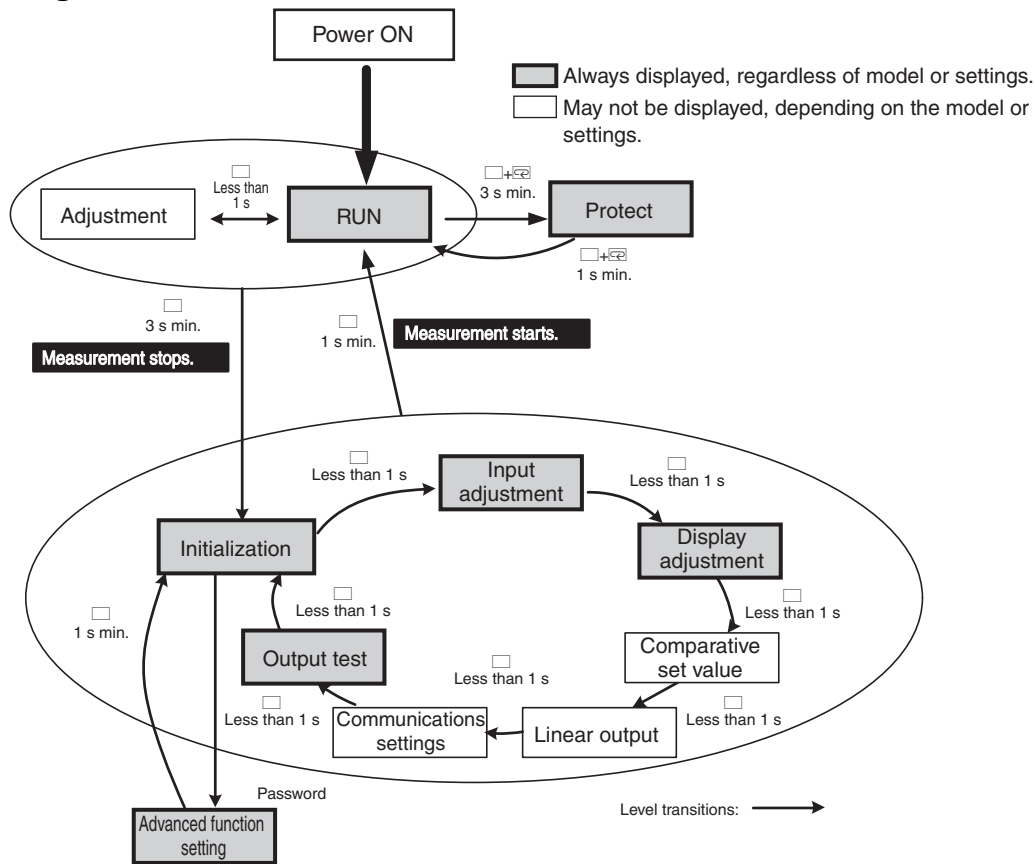 Power ON
Always displayed, regardless of model or settings.
May not be displayed, depending on the model or
settings.
Adjustment
Less than
1 s
RUN
+
3 s min.
Protect
+
1 s min.
3 s min.
Measurement stops.
1 s min.
Measurement starts.
Less than 1 s
Input
adjustment
Less than 1 s
Initialization
Display
adjustment
1 s min.
Less than 1 s
Less than 1 s
Output test
Comparative
set value
Less than 1 s
Less than 1 s
Less than 1 s
Communications
settings
Linear output
Password
Level transitions:
Advanced function
setting